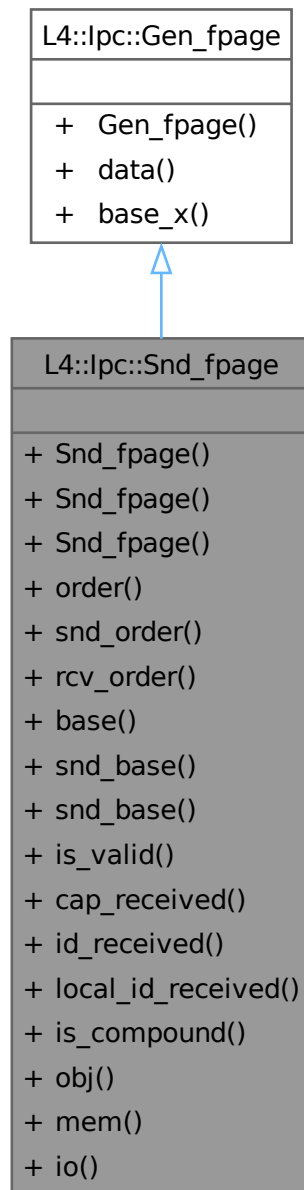 L4::Ipc::Gen_fpage
+ Gen_fpage()
+ data()
+ base_x()
L4::Ipc::Snd_fpage
+ Snd_fpage()
+ Snd_fpage()
+ Snd_fpage()
+ order()
+ snd_order()
+ rcv_order()
+ base()
+ snd_base()
+ snd_base()
+ is_valid()
+ cap_received()
+ id_received()
+ local_id_received()
+ is_compound()
+ obj()
+ mem()
+ io()